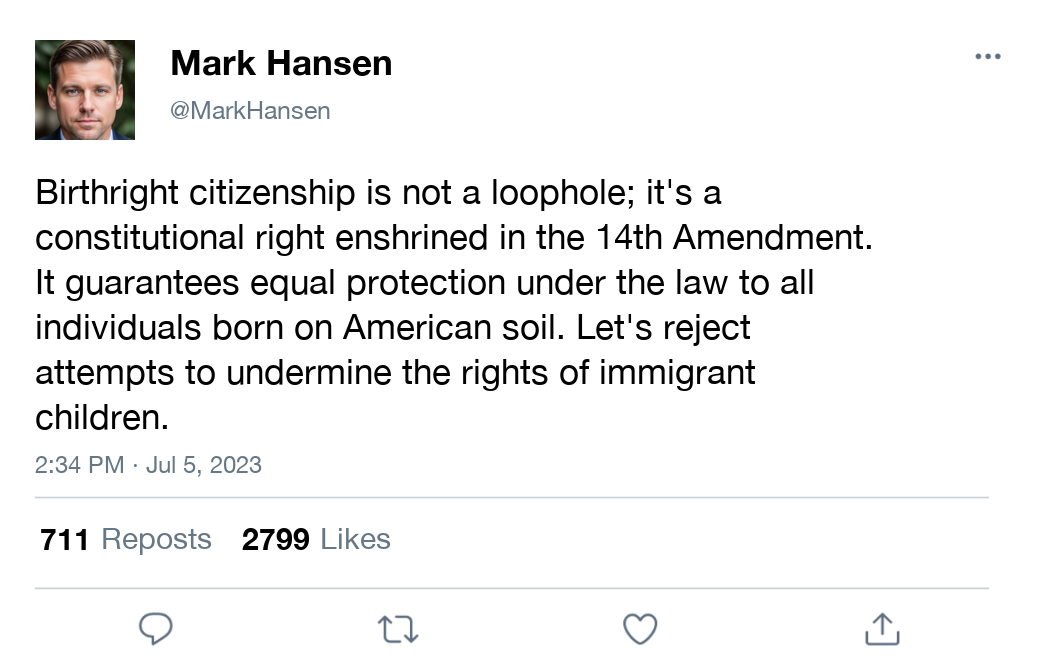 Mark Hansen
@MarkHansen
Birthright citizenship is not a loophole; it's a
constitutional right enshrined in the 14th Amendment.
It guarantees equal protection under the law to all
individuals born on American soil. Let's reject
attempts to undermine the rights of immigrant
children.
2:34 PM · Jul 5, 2023
711 Reposts 2799 Likes